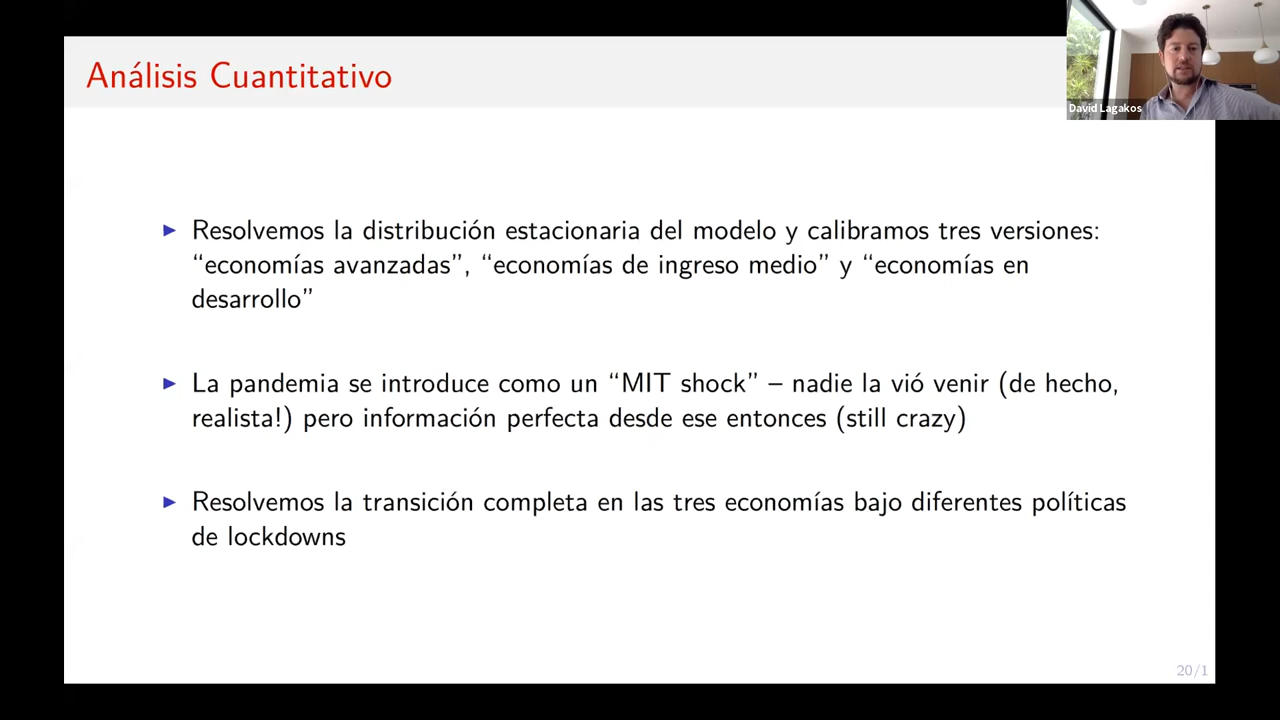 Análisis Cuantitativo
David Lagakos
▶ Resolvemos la distribución estacionaria del modelo y calibramos tres versiones:
“economías avanzadas”, “economías de ingreso medio” y “economías en
desarrollo”
▶ La pandemia se introduce como un “MIT shock” – nadie la vió venir (de hecho,
realista!) pero información perfecta desde ese entonces (still crazy)
▶ Resolvemos la transición completa en las tres economías bajo diferentes políticas
de lockdowns
20/1